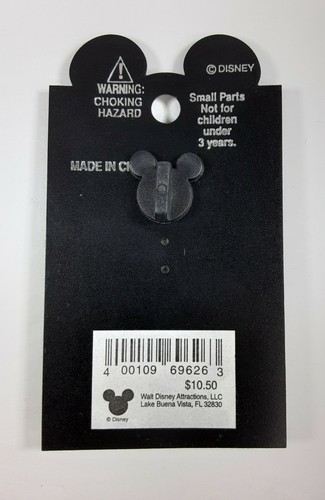 © DISNEY
WARNING:
CHOKING
HAZARD
Small Parts
Not for
children
under
3 years.
MADE IN
4 00109 69626 3
$10.50
Walt Disney Attractions, LLC
Lake Buena Vista, FL 32830
© Disney